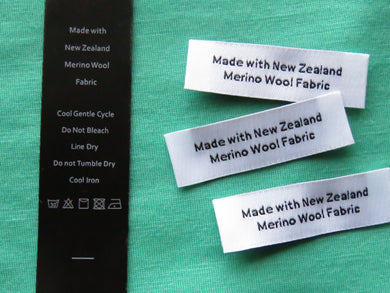 Made with
New Zealand
Merino Wool
Fabric
Cool Gentle Cycle
Do Not Bleach
Line Dry
Do not Tumble Dry
Cool Iron
Made with New Zealand
Merino Wool Fabric
Made with New Zealand
Merino Wool Fabric
Made with New Zealand
Merino Wool Fabric